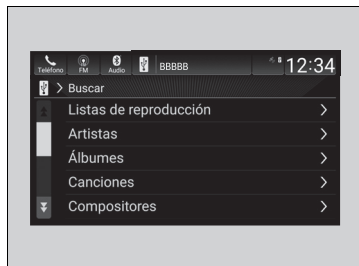 Teléfono FM Audio BBBBB 12:34
> Buscar
Listas de reproducción >
Artistas >
Álbumes >
Canciones >
Compositores >